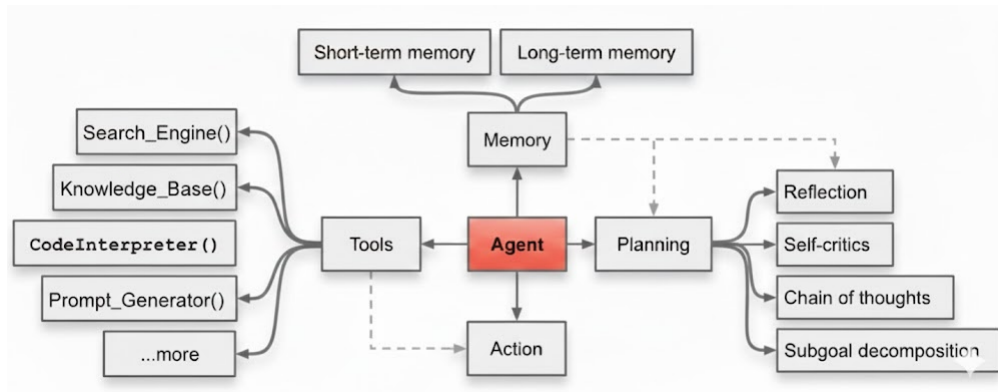 Short-term memory
Long-term memory
Memory
Search_Engine()
Knowledge_Base()
CodeInterpreter()
Prompt_Generator()
...more
Tools
Agent
Planning
Action
Reflection
Self-critics
Chain of thoughts
Subgoal decomposition